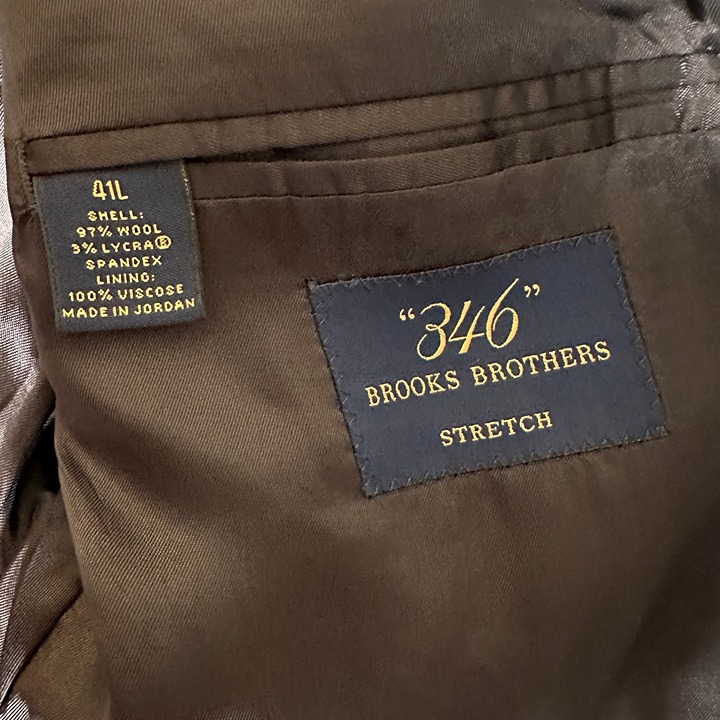 41L
SHELL:
97% WOOL
3% LYCRA®
SPANDEX
LINING:
100% VISCOSE
MADE IN JORDAN
“346”
BROOKS BROTHERS
STRETCH